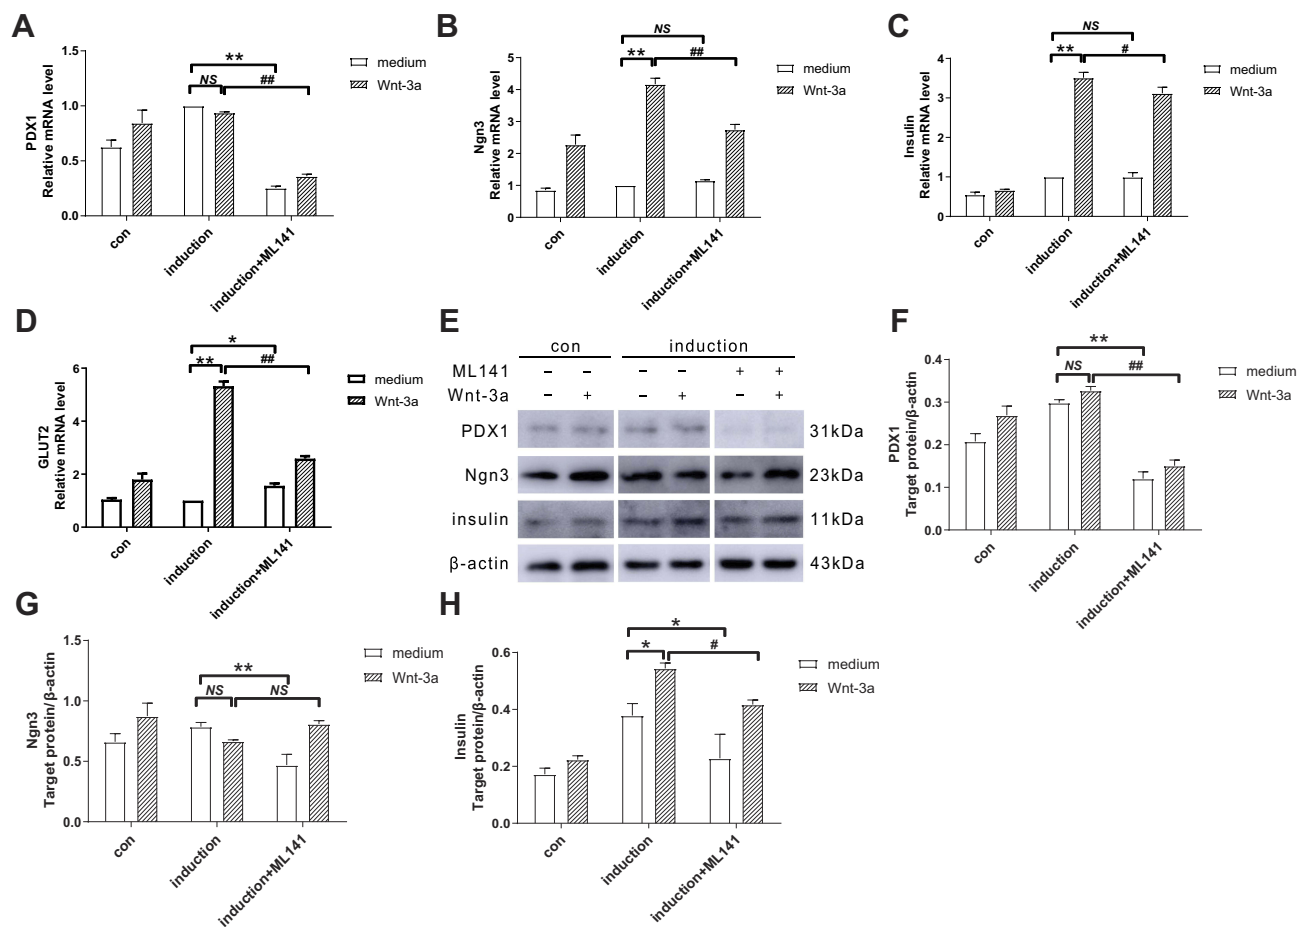 A
PDX1
Relative mRNA level
1.5
1.0
0.5
0.0
**
NS
##
medium
Wnt-3a
con
induction
induction+ML141
B
Ngn3
Relative mRNA level
5
4
3
2
1
0
NS
**
##
medium
Wnt-3a
con
induction
induction+ML141
C
Insulin
Relative mRNA level
6
4
2
0
NS
**
#
medium
Wnt-3a
con
induction
induction+ML141
D
GLUT2
Relative mRNA level
6
4
2
0
*
**
##
medium
Wnt-3a
con
induction
induction+ML141
E
con induction
ML141 – – – – + +
Wnt-3a – + – + – +
PDX1 31kDa
Ngn3 23kDa
insulin 11kDa
β-actin 43kDa
F
PDX1
Target protein/β-actin
0.4
0.3
0.2
0.1
0.0
**
NS
##
medium
Wnt-3a
con
induction
induction+ML141
G
Ngn3
Target protein/β-actin
1.5
1.0
0.5
0.0
**
NS
NS
medium
Wnt-3a
con
induction
induction+ML141
H
Insulin
Target protein/β-actin
0.6
0.4
0.2
0.0
*
*
#
medium
Wnt-3a
con
induction
induction+ML141